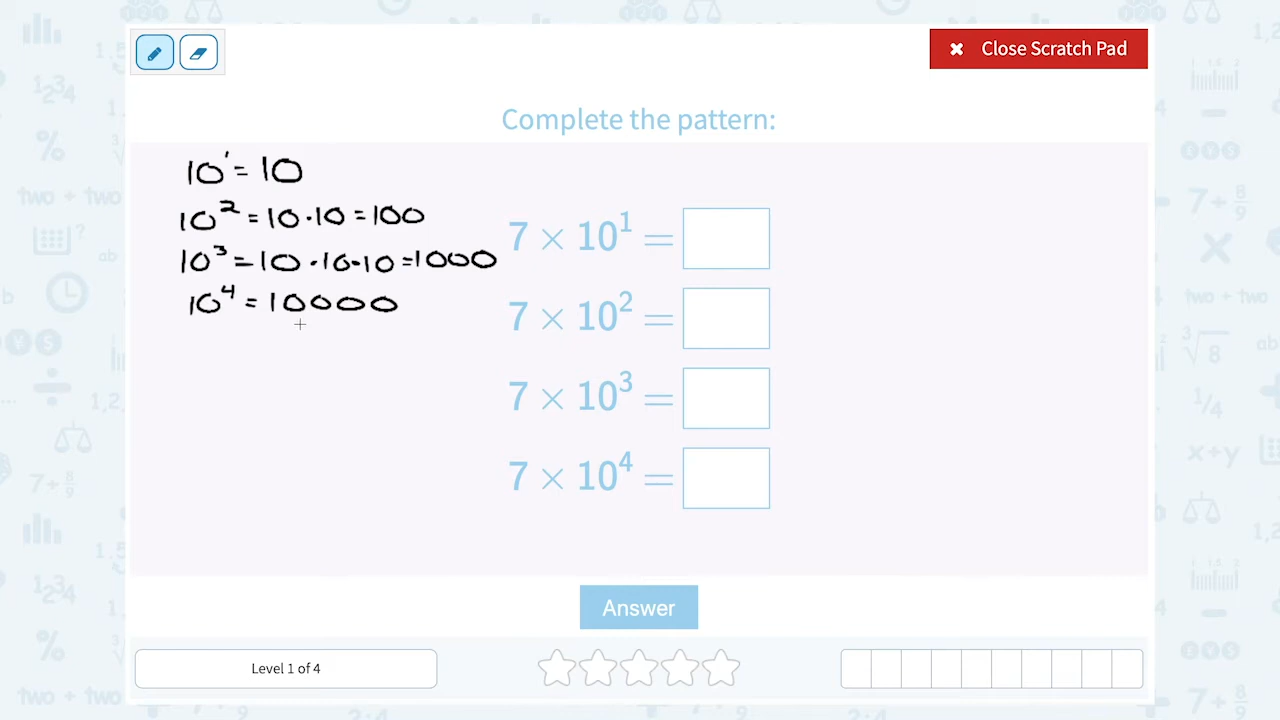 Close Scratch Pad
Complete the pattern:
10¹ = 10
10² = 10 · 10 = 100
10³ = 10 · 10 · 10 = 1000
10⁴ = 10000
7 × 10¹ =
7 × 10² =
7 × 10³ =
7 × 10⁴ =
Answer
Level 1 of 4